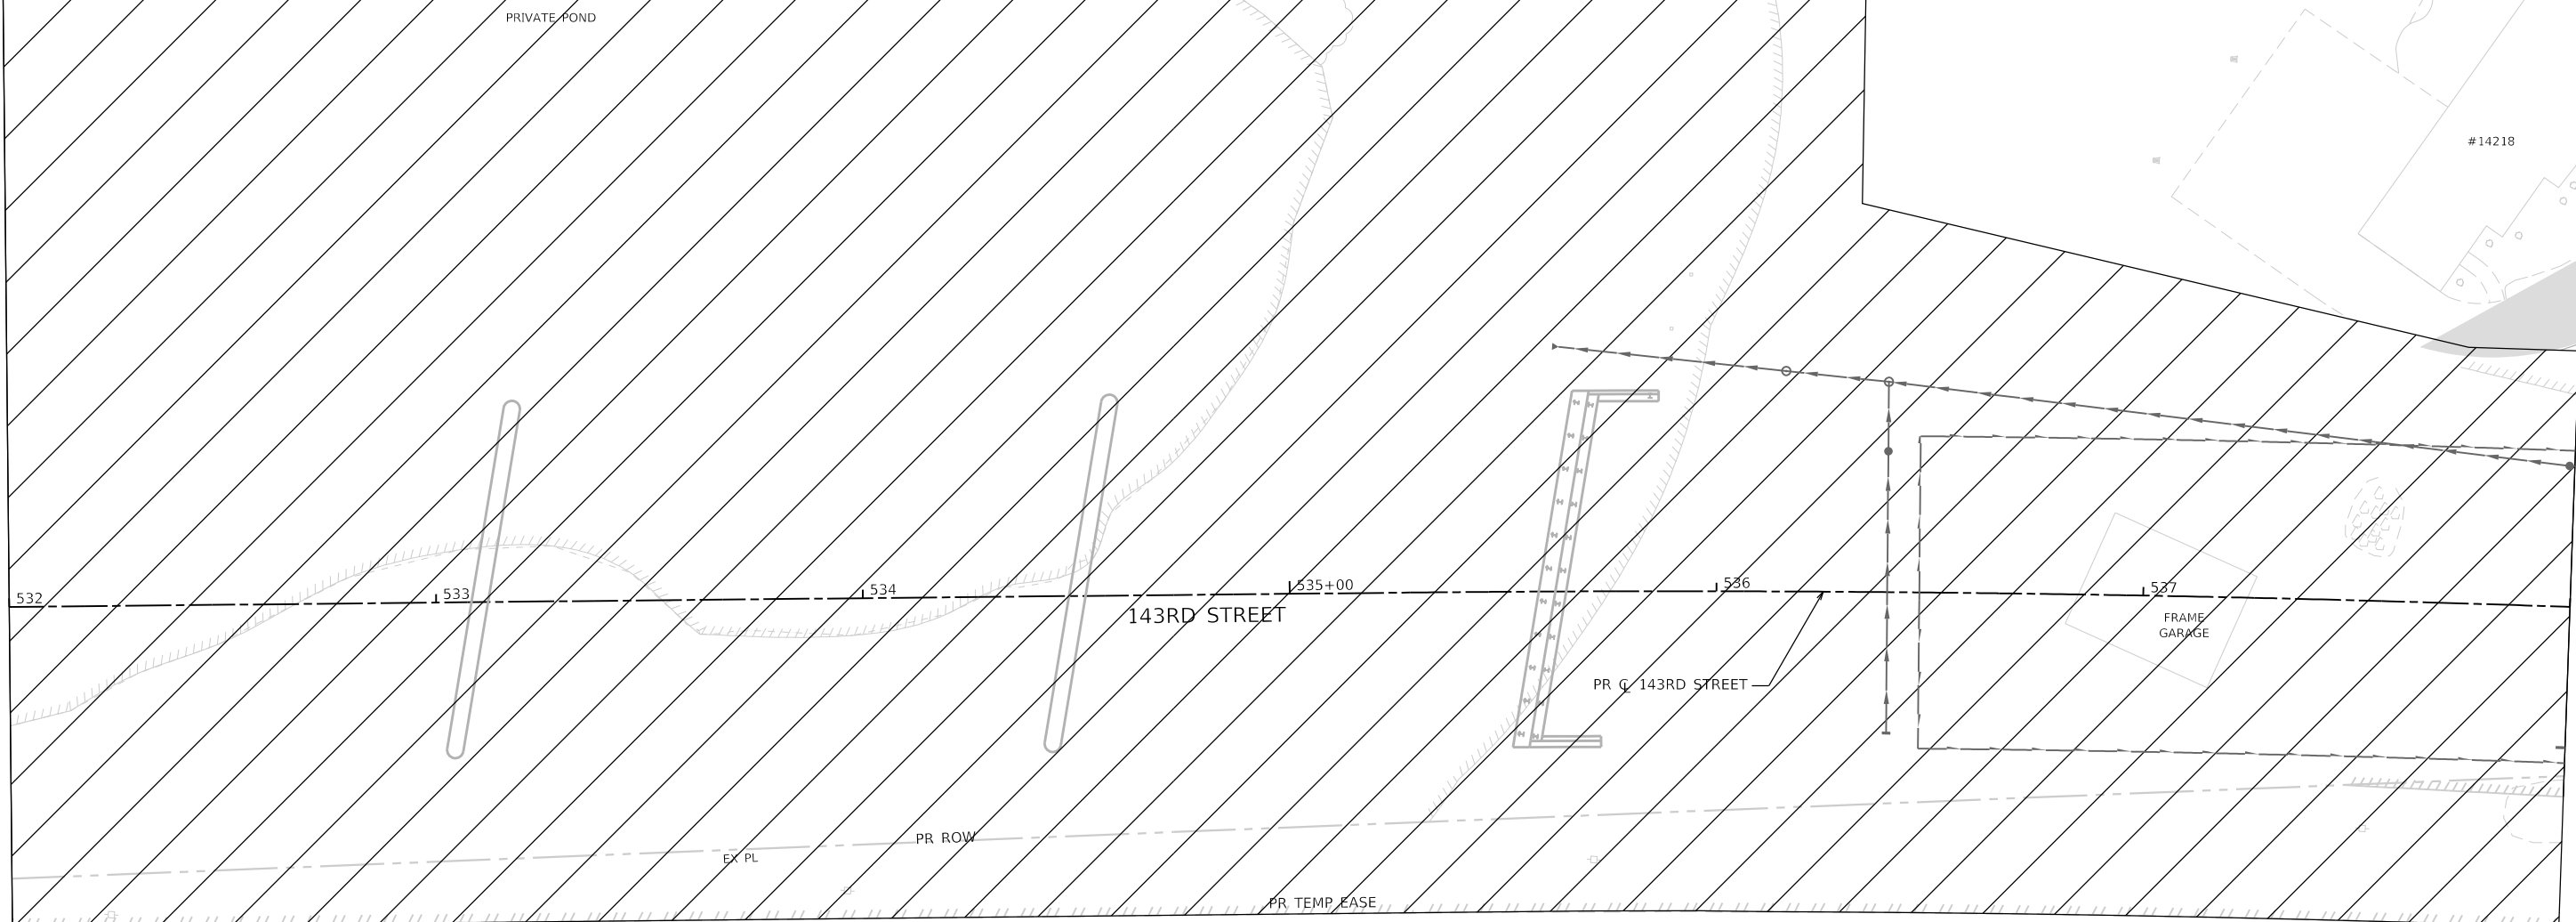 PRIVATE POND
#14218
532
533
534
535+00
536
537
143RD STREET
FRAME
GARAGE
PR ℄ 143RD STREET
PR ROW
EX PL
PR TEMP EASE